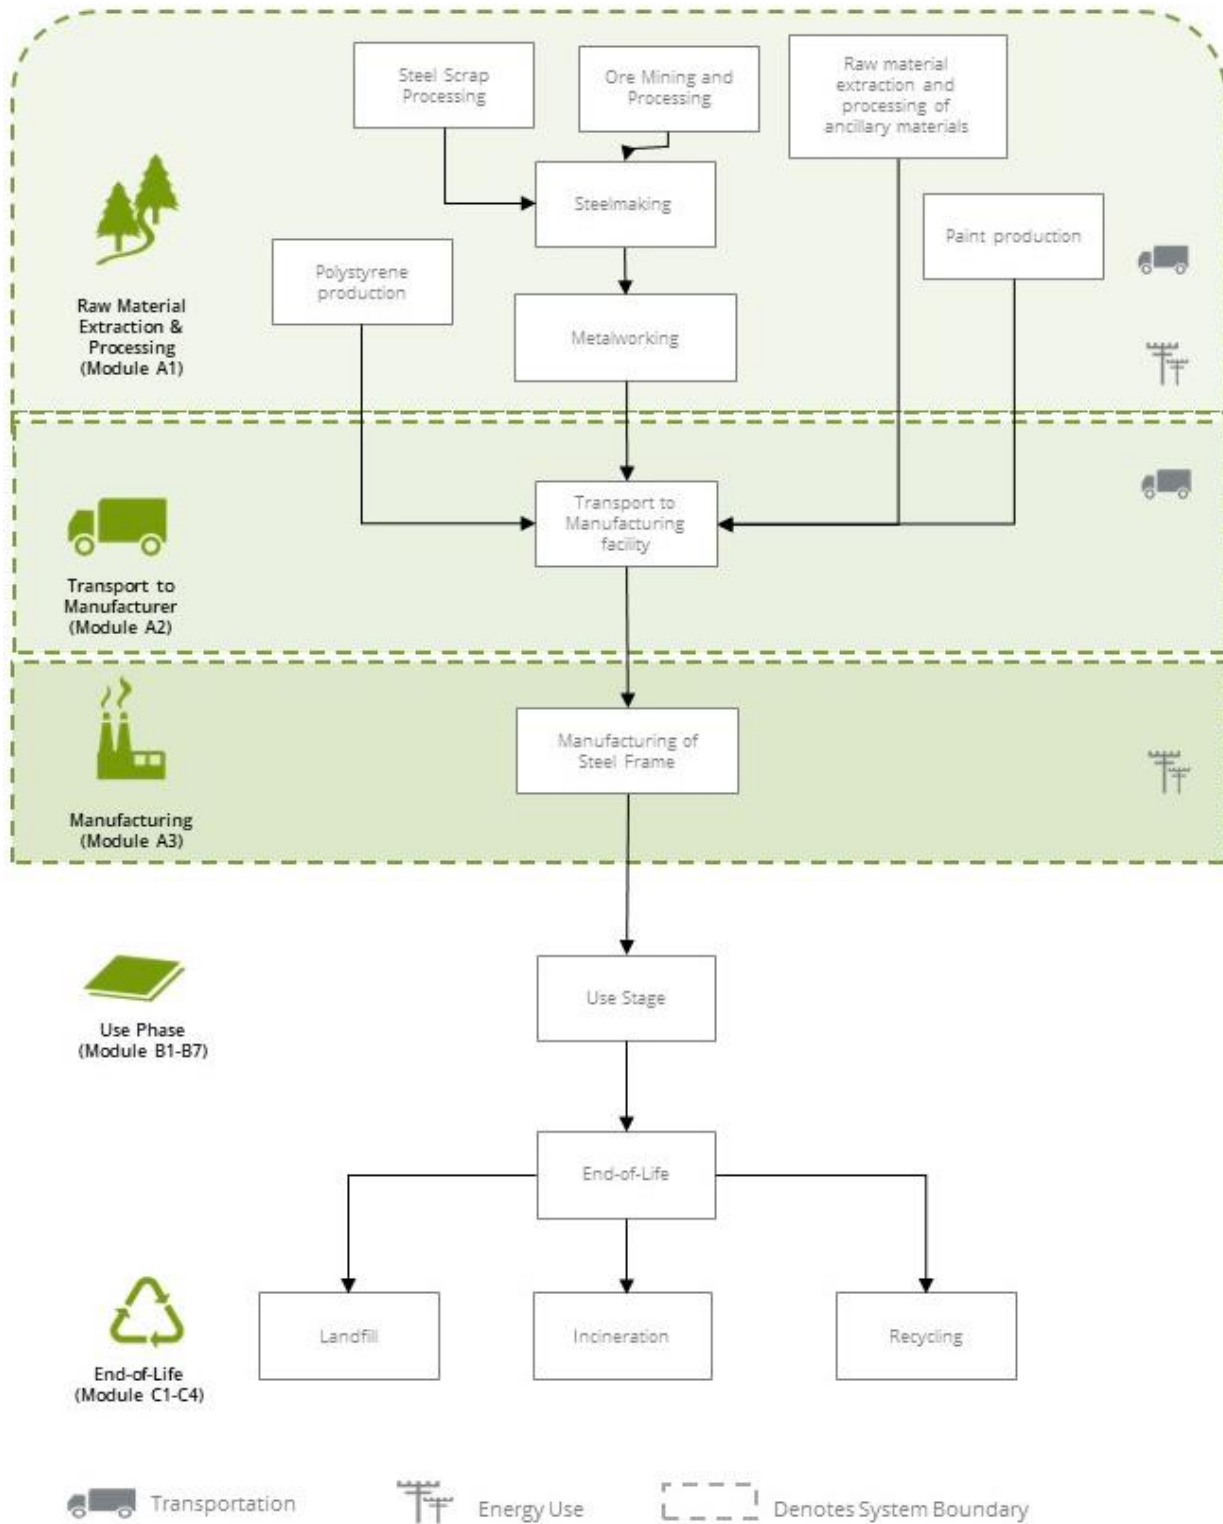 Steel Scrap
Processing
Ore Mining and
Processing
Raw material
extraction and
processing of
ancillary materials
Steelmaking
Paint production
Polystyrene
production
Raw Material
Extraction &
Processing
(Module A1)
Metalworking
Transport to
Manufacturing
facility
Transport to
Manufacturer
(Module A2)
Manufacturing of
Steel Frame
Manufacturing
(Module A3)
Use Stage
Use Phase
(Module B1-B7)
End-of-Life
Landfill
Incineration
Recycling
End-of-Life
(Module C1-C4)
Transportation
Energy Use
Denotes System Boundary